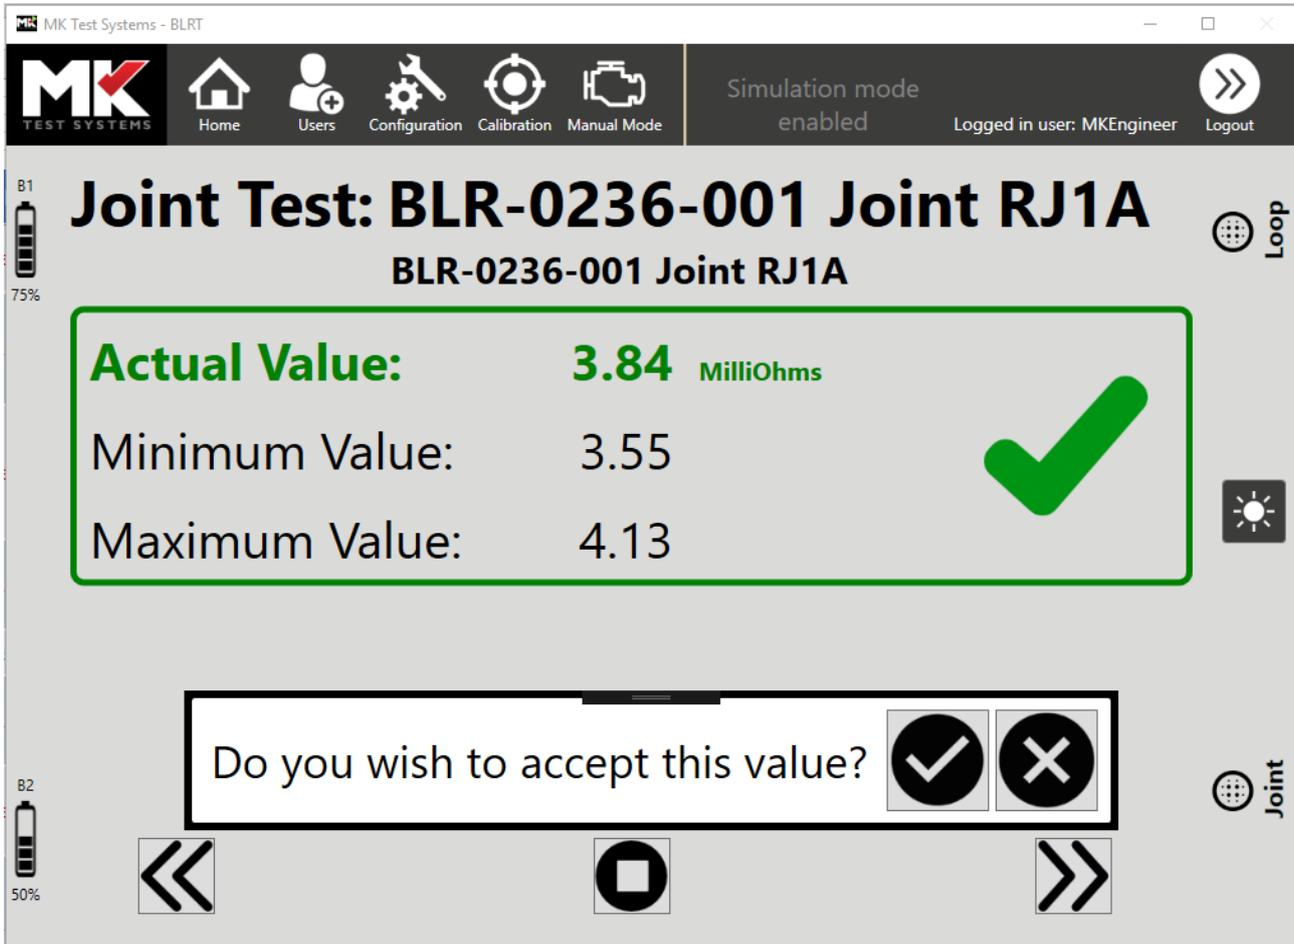 MK Test Systems - BLRT
MK
TEST SYSTEMS
Home
Users
Configuration
Calibration
Manual Mode
Simulation mode
enabled
Logged in user: MKEngineer
Logout
B1
75%
Joint Test: BLR-0236-001 Joint RJ1A
BLR-0236-001 Joint RJ1A
Loop
Actual Value: 3.84 MilliOhms
Minimum Value: 3.55
Maximum Value: 4.13
Do you wish to accept this value?
B2
50%
Joint